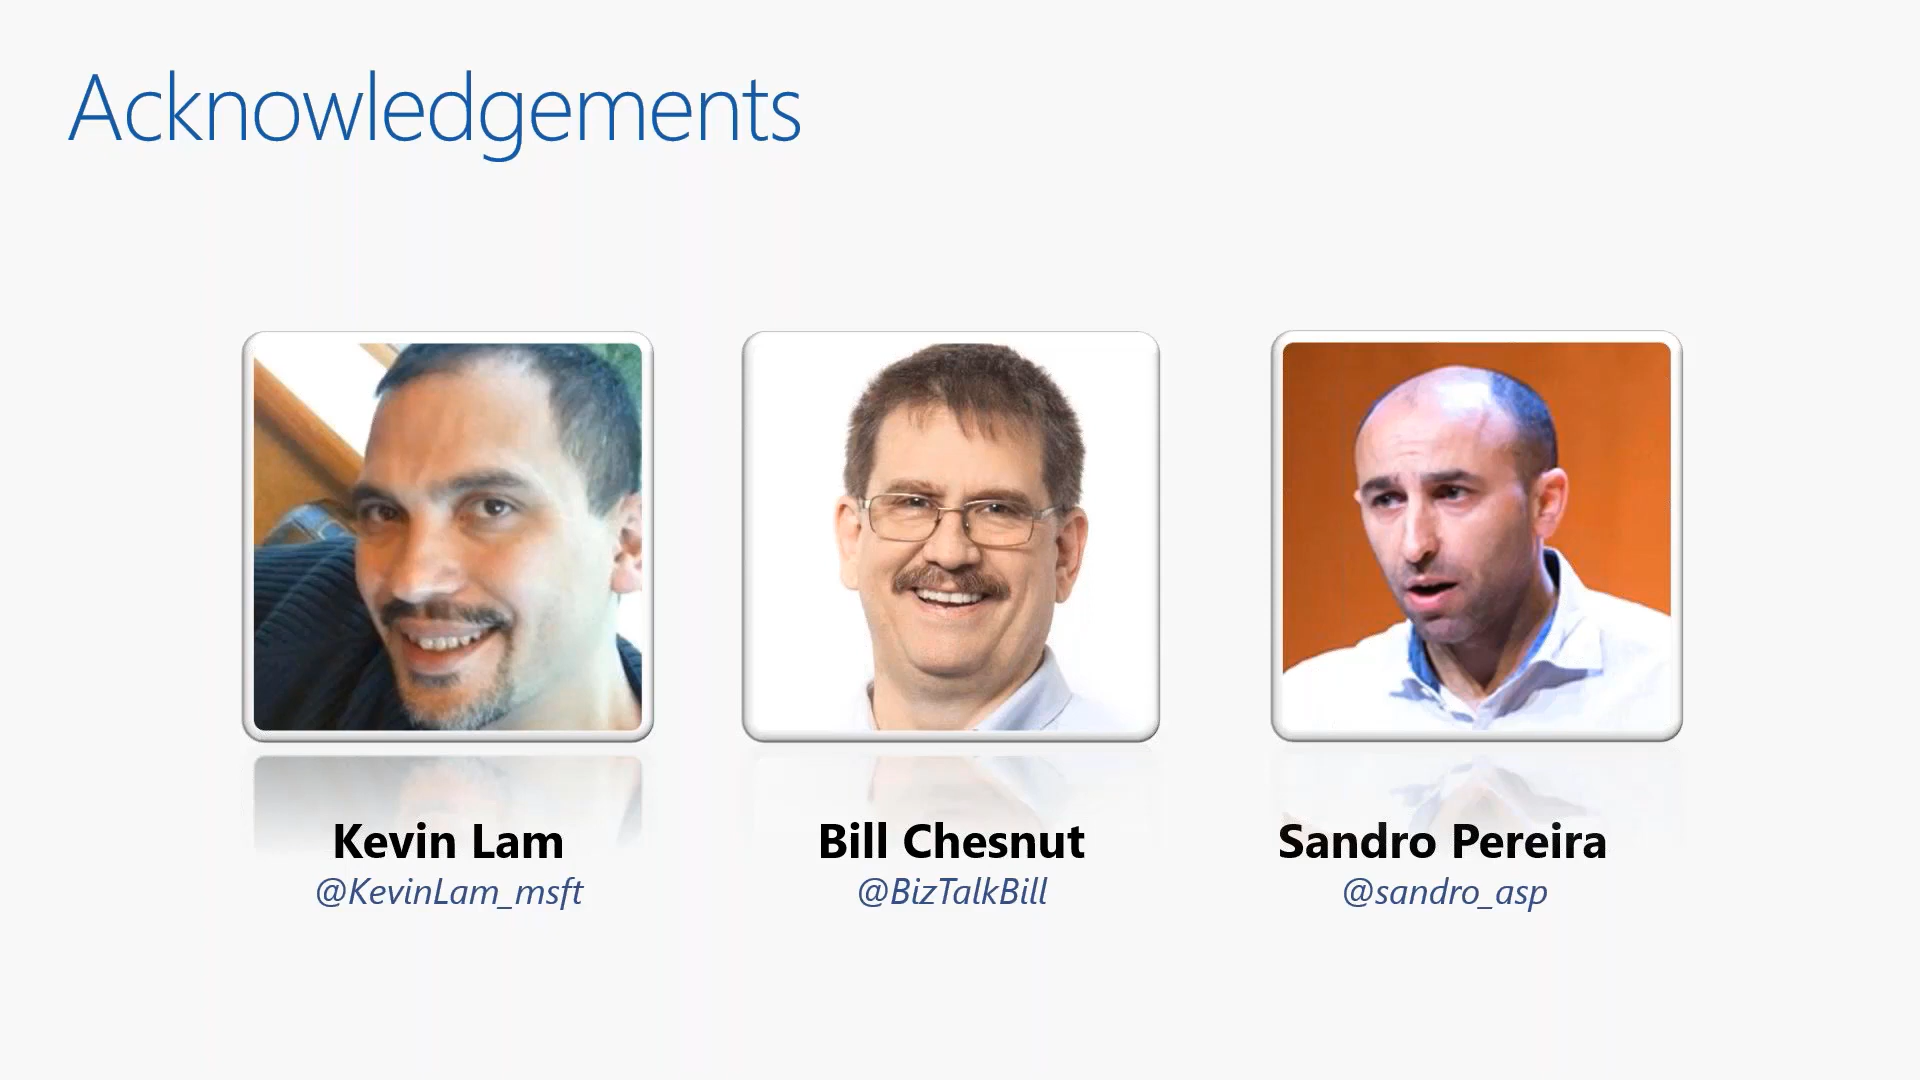 Acknowledgements
Kevin Lam
@KevinLam_msft
Bill Chesnut
@BizTalkBill
Sandro Pereira
@sandro_asp